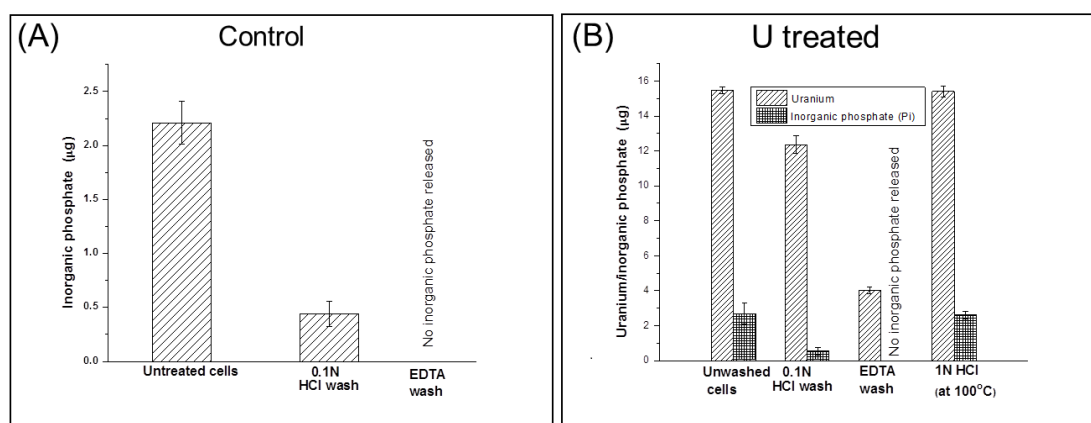 (A)
Control
Inorganic phosphate (µg)
2.5
2.0
1.5
1.0
0.5
0.0
No inorganic phosphate released
Untreated cells
0.1N
HCl wash
EDTA
wash
(B)
U treated
Uranium/inorganic phosphate (µg)
16
14
12
10
8
6
4
2
0
Uranium
Inorganic phosphate (Pi)
No inorganic phosphate released
Unwashed
cells
0.1N
HCl wash
EDTA
wash
1N HCl
(at 100°C)